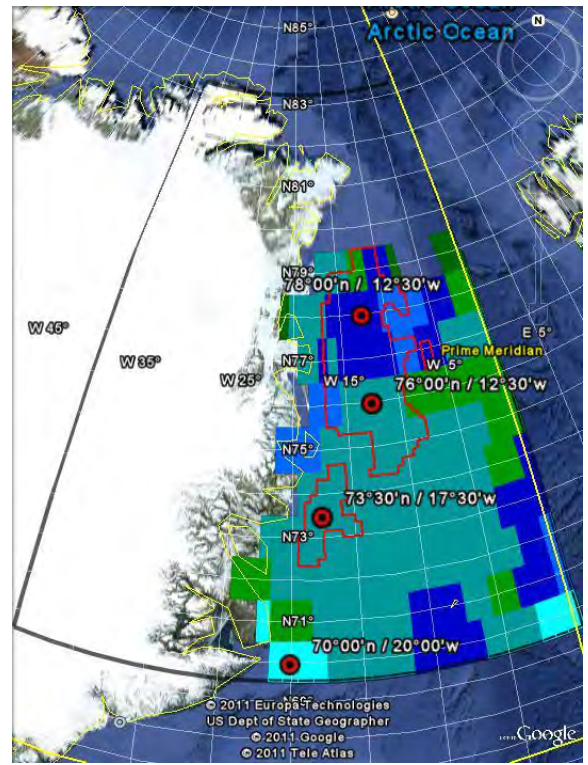 Arctic Ocean
N
N85°
N83°
N81°
N79°
78°00'n / 12°30'w
E 5°
W 45°
W 35°
W 25°
N77°
W 15°
W 5°
Prime Meridian
76°00'n / 12°30'w
N75°
73°30'n / 17°30'w
N73°
N71°
70°00'n / 20°00'w
© 2011 Europa Technologies
US Dept of State Geographer
© 2011 Google
© 2011 Tele Atlas
Google